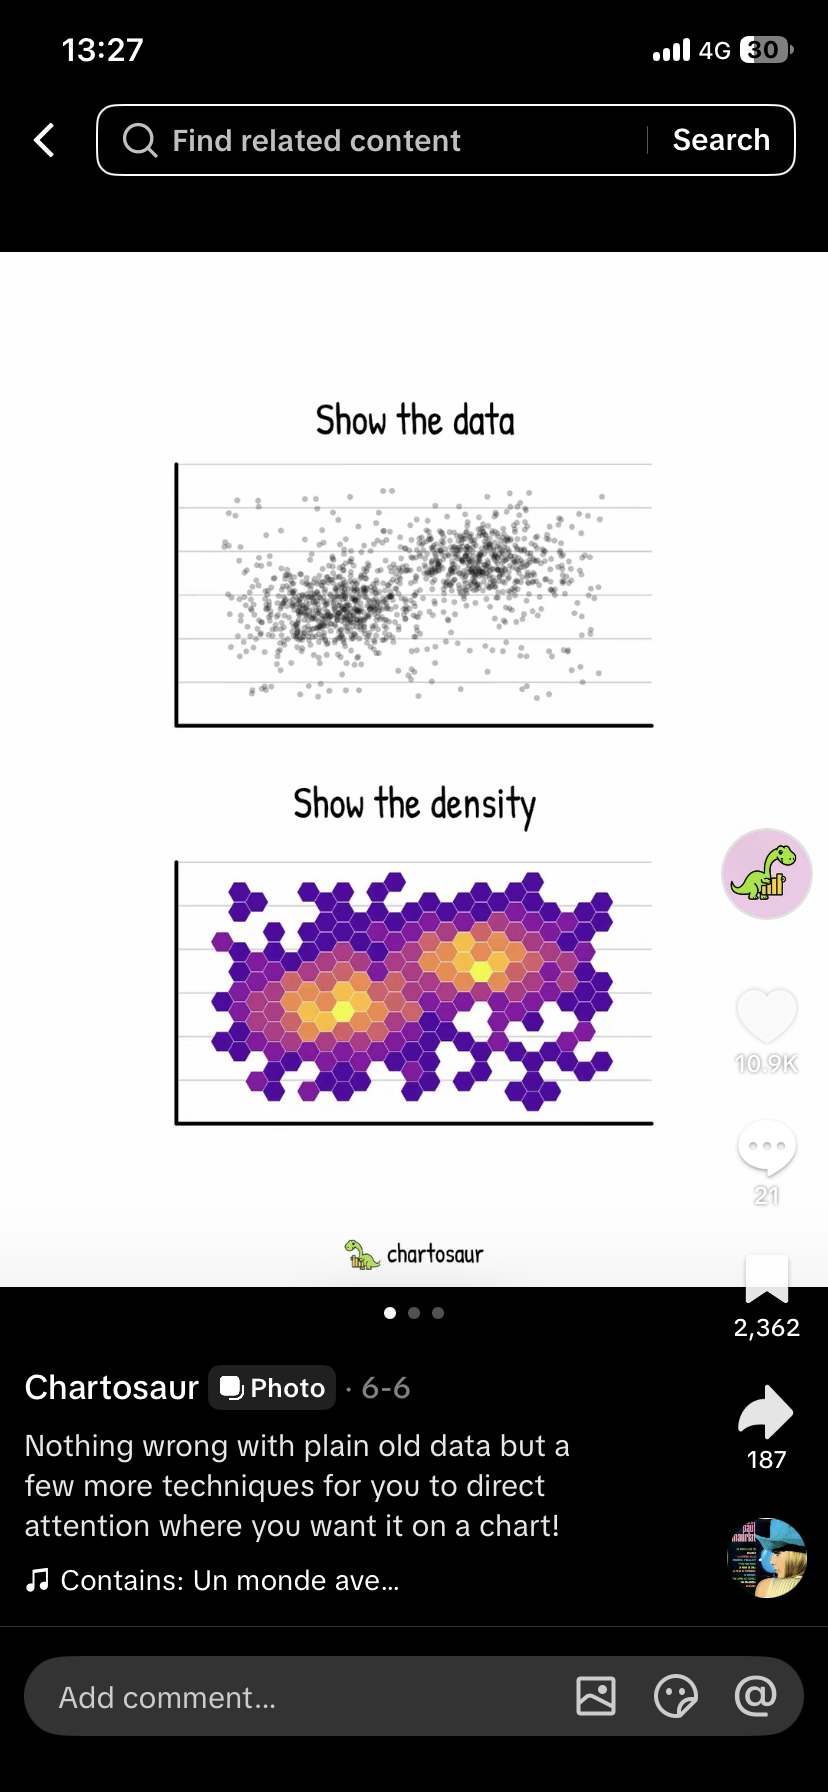 13:27
4G 30
Find related content
Search
Show the data
Show the density
10.9K
21
chartosaur
2,362
Chartosaur Photo · 6-6
187
Nothing wrong with plain old data but a
few more techniques for you to direct
attention where you want it on a chart!
Contains: Un monde ave...
Add comment...